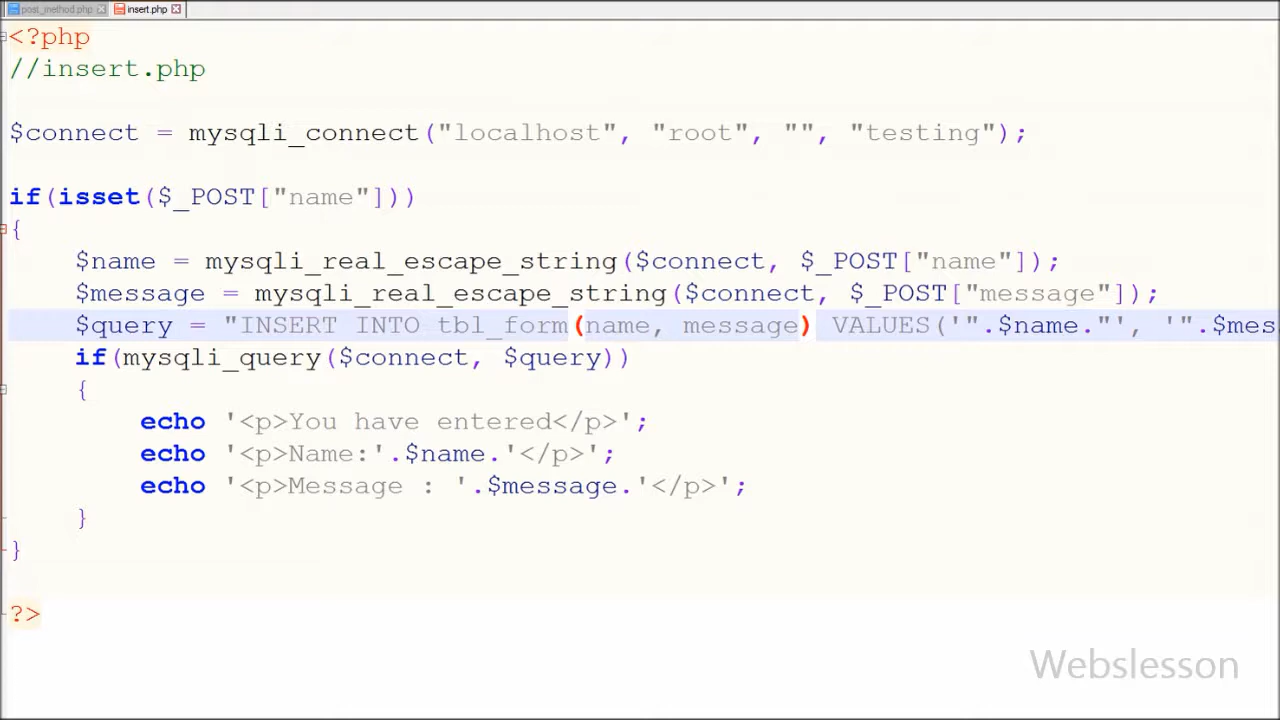 post_method.php insert.php
<?php
//insert.php
$connect = mysqli_connect("localhost", "root", "", "testing");
if(isset($_POST["name"]))
{
$name = mysqli_real_escape_string($connect, $_POST["name"]);
$message = mysqli_real_escape_string($connect, $_POST["message"]);
$query = "INSERT INTO tbl_form(name, message) VALUES('".$name."', '".$mes
if(mysqli_query($connect, $query))
{
echo '<p>You have entered</p>';
echo '<p>Name:'.$name.'</p>';
echo '<p>Message : '.$message.'</p>';
}
}
?>
Webslesson